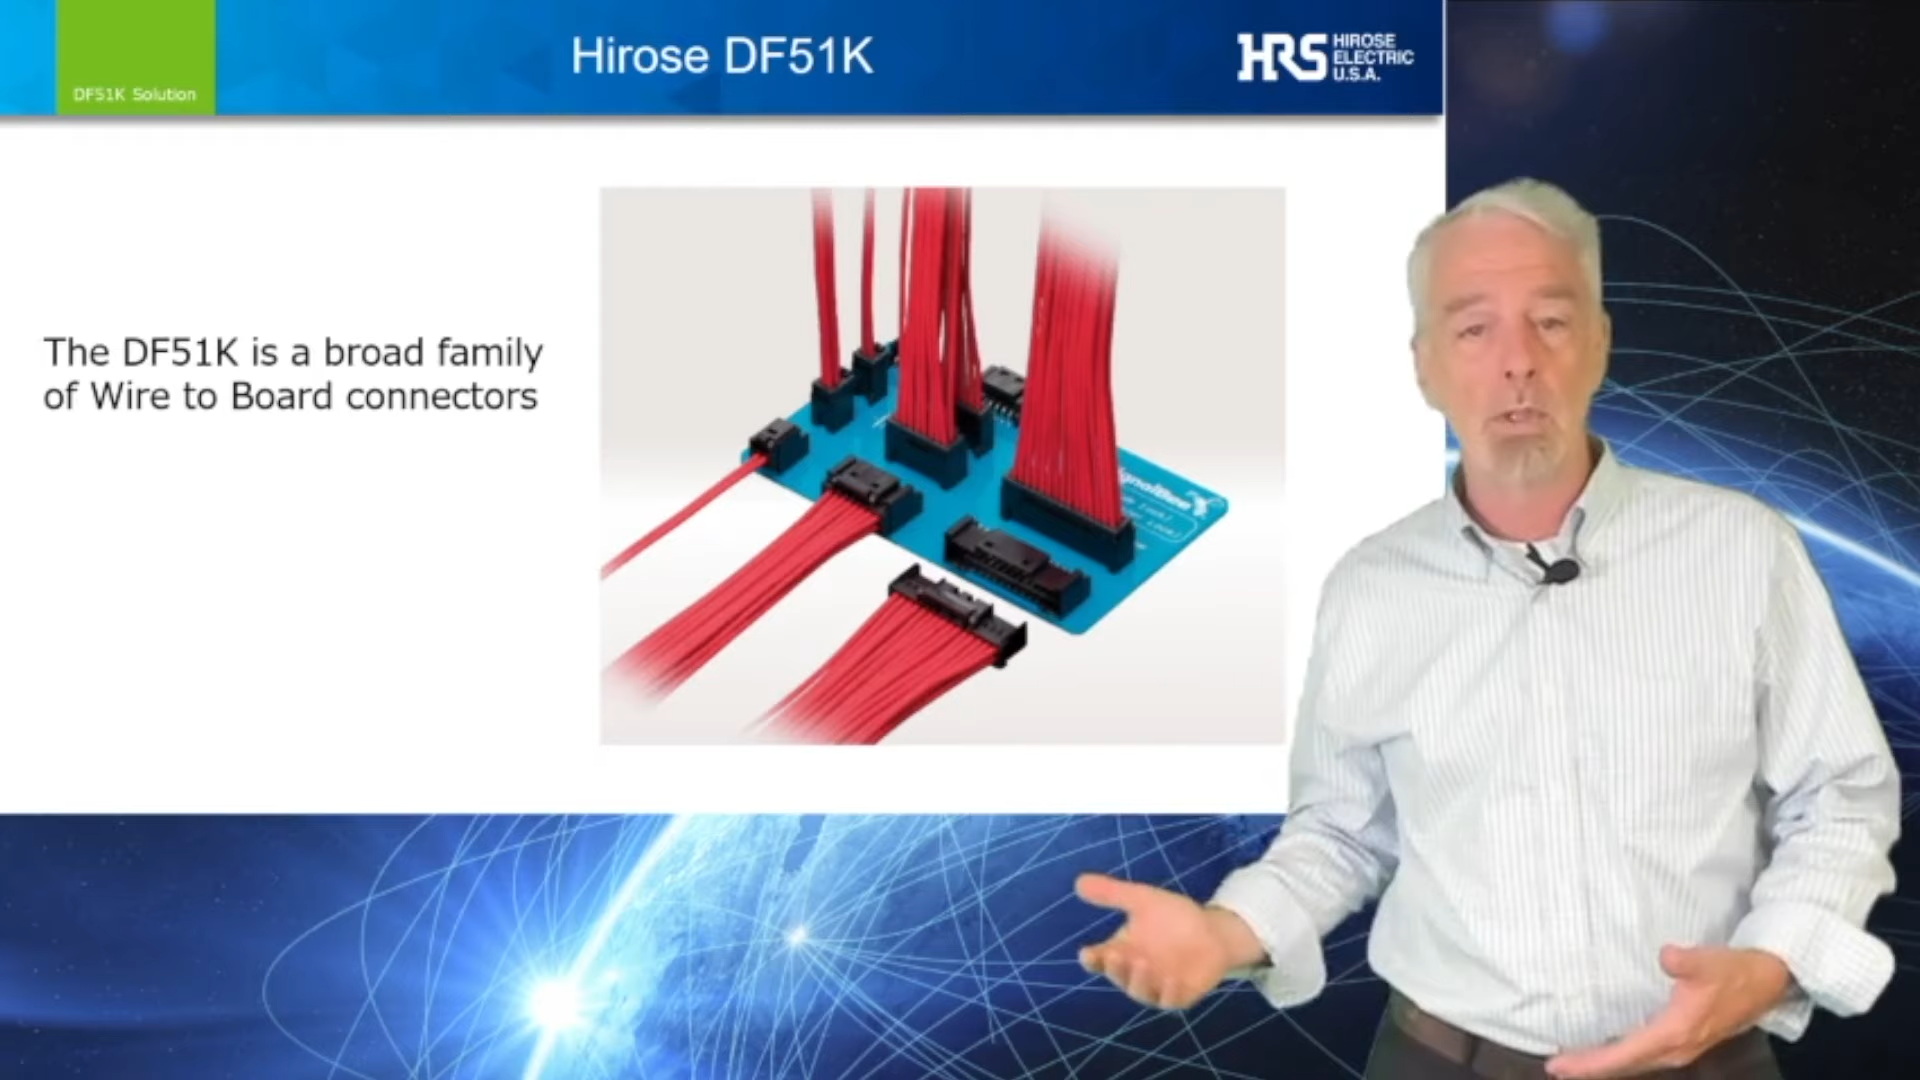 Hirose DF51K
HRS HIROSE
ELECTRIC
U.S.A.
DF51K Solution
The DF51K is a broad family
of Wire to Board connectors